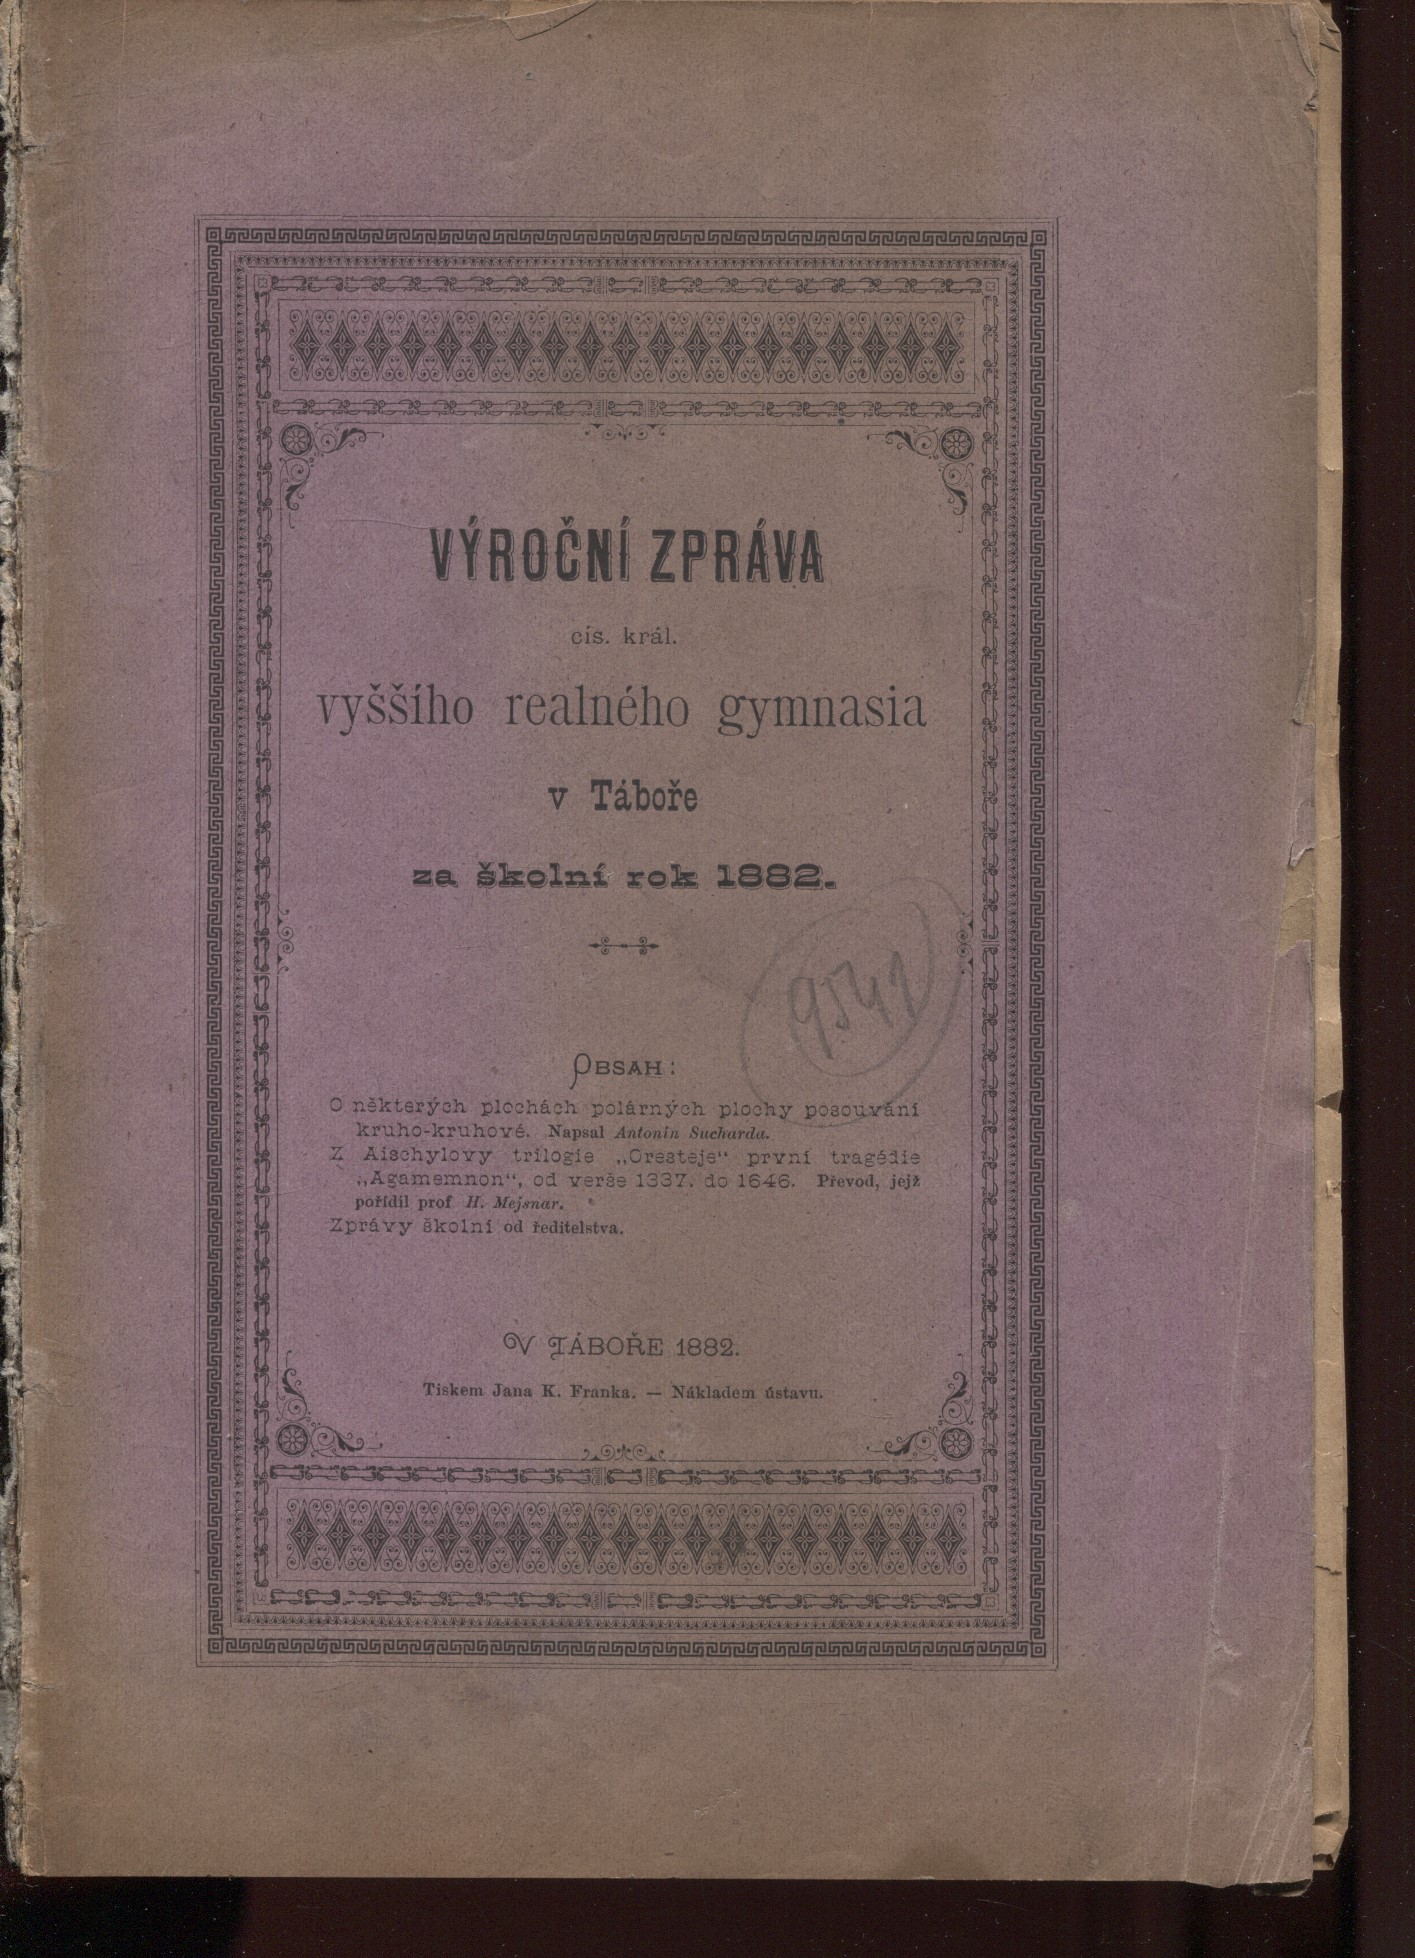 VÝROČNÍ ZPRÁVA
cís. král.
vyššího realného gymnasia
v Táboře
za školní rok 1882.
9542
OBSAH:
O některých plochách polárných plochy posouvání
kruho-kruhové. Napsal Antonín Sucharda.
Z Aischylovy trilogie „Oresteje“ první tragédie
„Agamemnon“, od verše 1337. do 1646. Převod, jejž
pořídil prof H. Mejsnar.
Zprávy školní od ředitelstva.
V TÁBOŘE 1882.
Tiskem Jana K. Franka. — Nákladem ústavu.